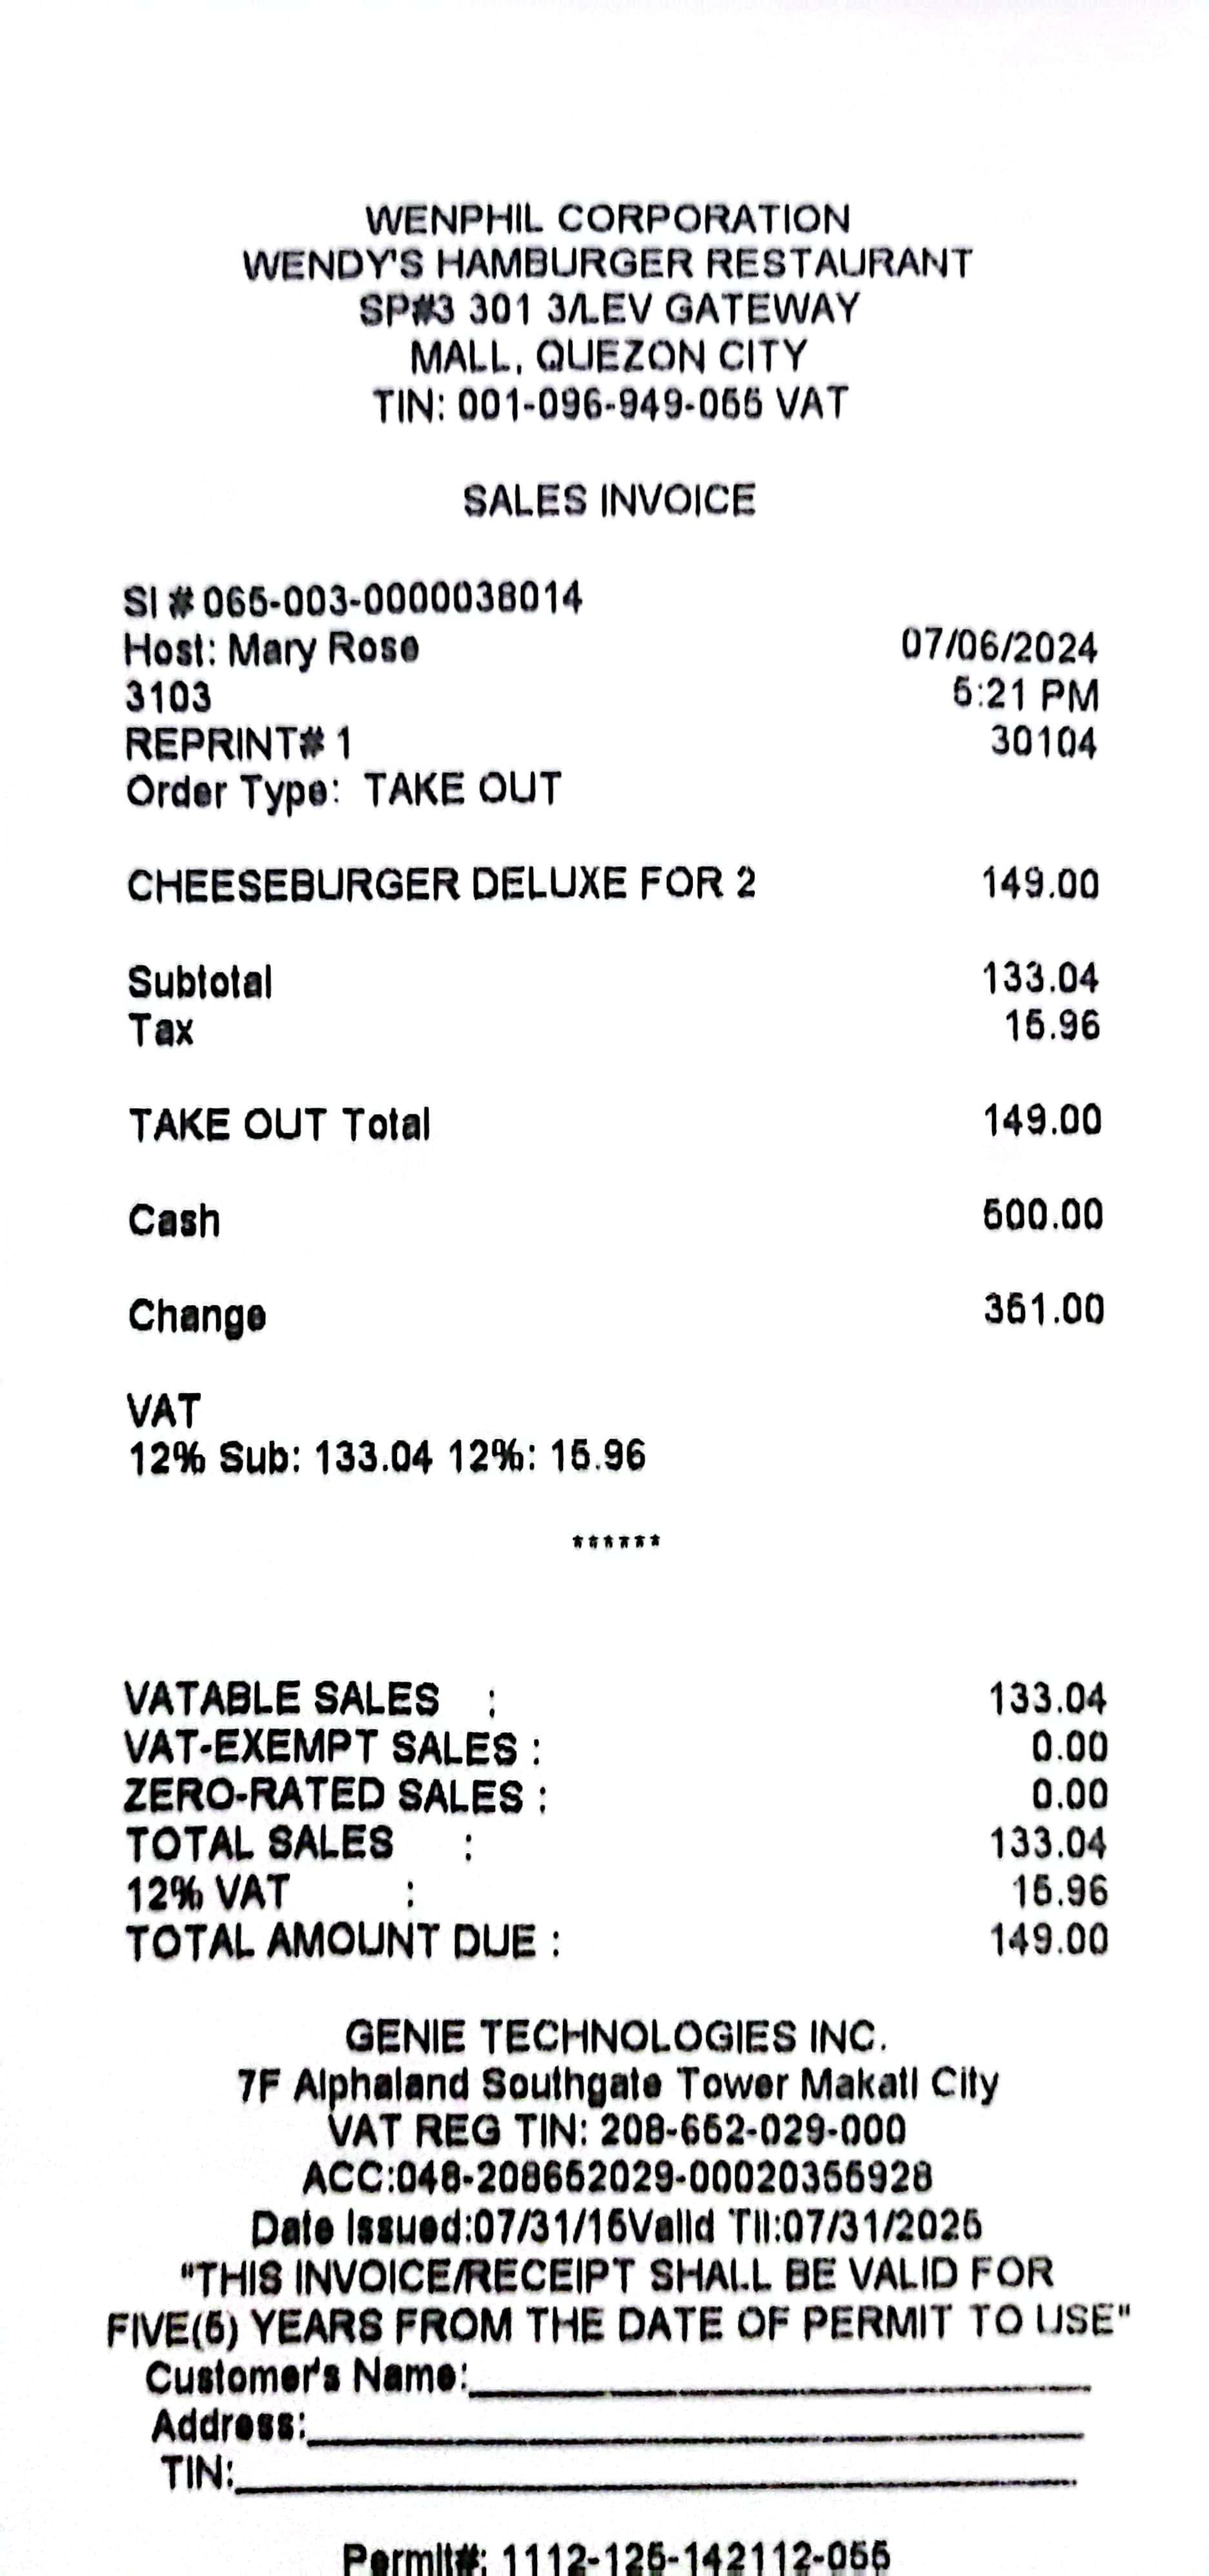 WENPHIL CORPORATION
WENDY'S HAMBURGER RESTAURANT
SP#3 301 3/LEV GATEWAY
MALL, QUEZON CITY
TIN: 001-096-949-055 VAT
SALES INVOICE
SI # 055-003-0000038014
Host: Mary Rose 07/06/2024
3103 5:21 PM
REPRINT# 1 30104
Order Type: TAKE OUT
CHEESEBURGER DELUXE FOR 2 149.00
Subtotal 133.04
Tax 15.96
TAKE OUT Total 149.00
Cash 500.00
Change 351.00
VAT
12% Sub: 133.04 12%: 15.96
******
VATABLE SALES : 133.04
VAT-EXEMPT SALES : 0.00
ZERO-RATED SALES : 0.00
TOTAL SALES : 133.04
12% VAT : 15.96
TOTAL AMOUNT DUE : 149.00
GENIE TECHNOLOGIES INC.
7F Alphaland Southgate Tower Makati City
VAT REG TIN: 208-652-029-000
ACC:048-208652029-00020355928
Date Issued:07/31/15Valid Til:07/31/2025
"THIS INVOICE/RECEIPT SHALL BE VALID FOR
FIVE(5) YEARS FROM THE DATE OF PERMIT TO USE"
Customer's Name:
Address:
TIN:
Permit#: 1112-125-142112-055